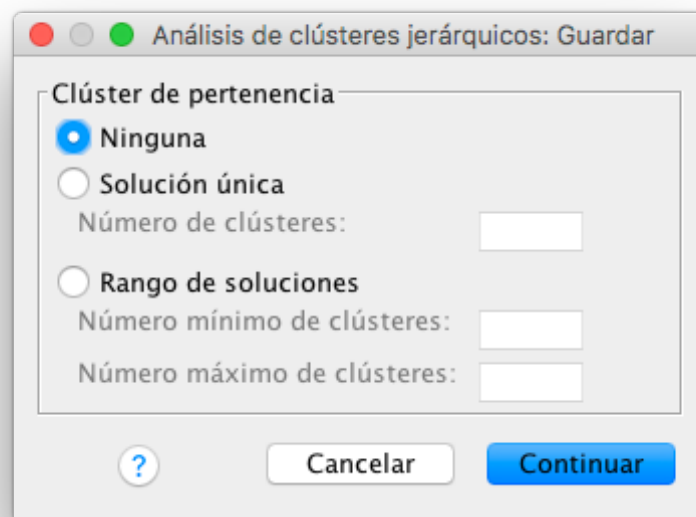 Análisis de clústeres jerárquicos: Guardar
Clúster de pertenencia
Ninguna
Solución única
Número de clústeres:
Rango de soluciones
Número mínimo de clústeres:
Número máximo de clústeres:
?
Cancelar
Continuar